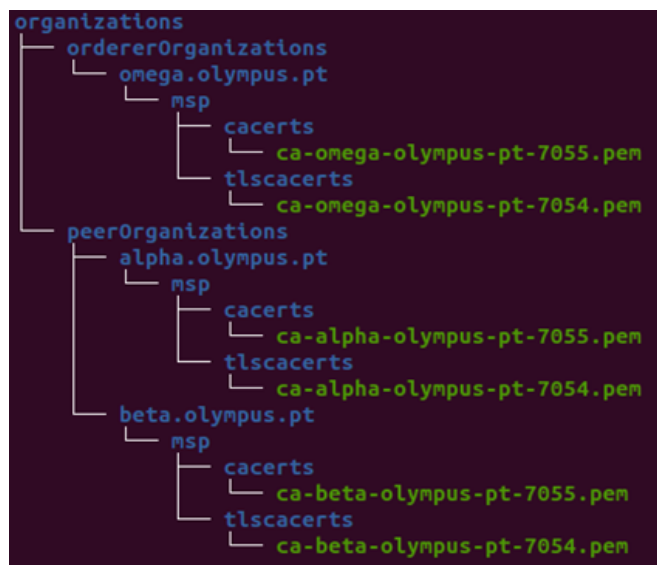 organizations
ordererOrganizations
omega.olympus.pt
msp
cacerts
ca-omega-olympus-pt-7055.pem
tlscacerts
ca-omega-olympus-pt-7054.pem
peerOrganizations
alpha.olympus.pt
msp
cacerts
ca-alpha-olympus-pt-7055.pem
tlscacerts
ca-alpha-olympus-pt-7054.pem
beta.olympus.pt
msp
cacerts
ca-beta-olympus-pt-7055.pem
tlscacerts
ca-beta-olympus-pt-7054.pem